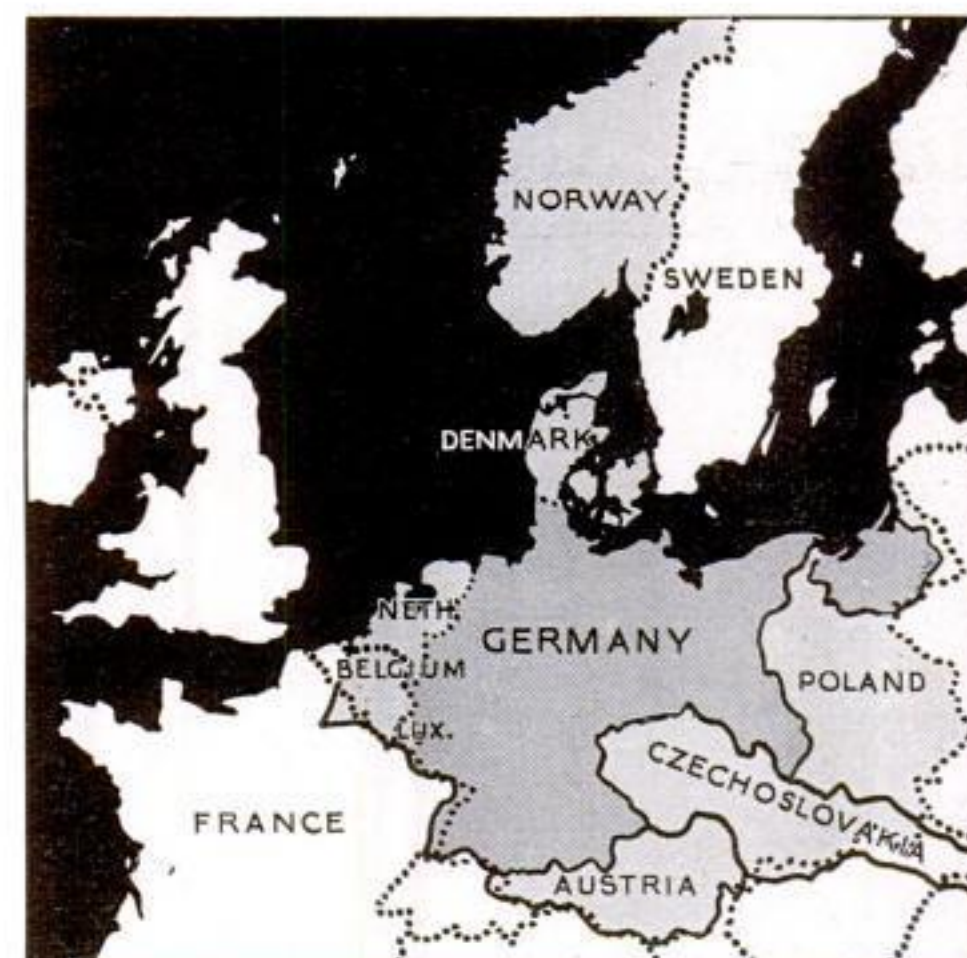 NORWAY
SWEDEN
DENMARK
NETH.
GERMANY
BELGIUM
POLAND
LUX.
CZECHOSLOVAKIA
FRANCE
AUSTRIA